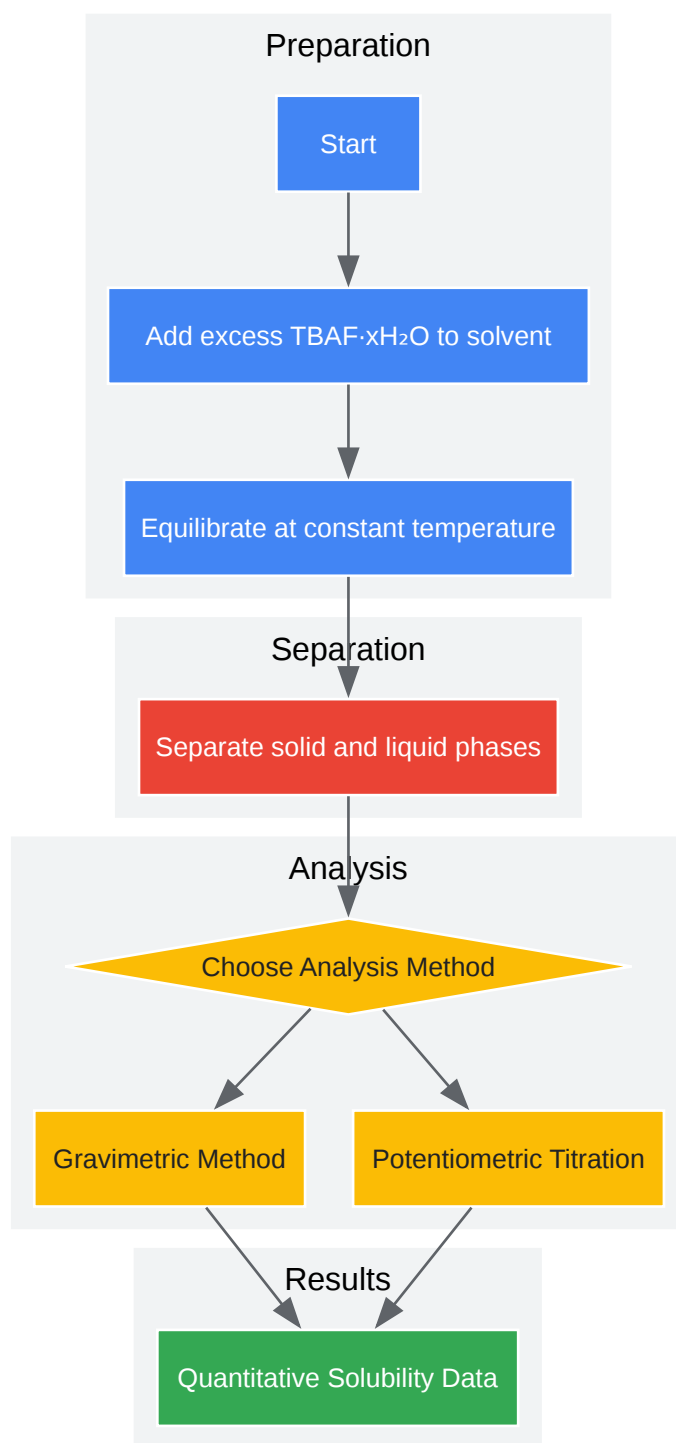 Preparation
Start
Add excess TBAF·xH₂O to solvent
Equilibrate at constant temperature
Separation
Separate solid and liquid phases
Analysis
Choose Analysis Method
Gravimetric Method
Potentiometric Titration
Results
Quantitative Solubility Data